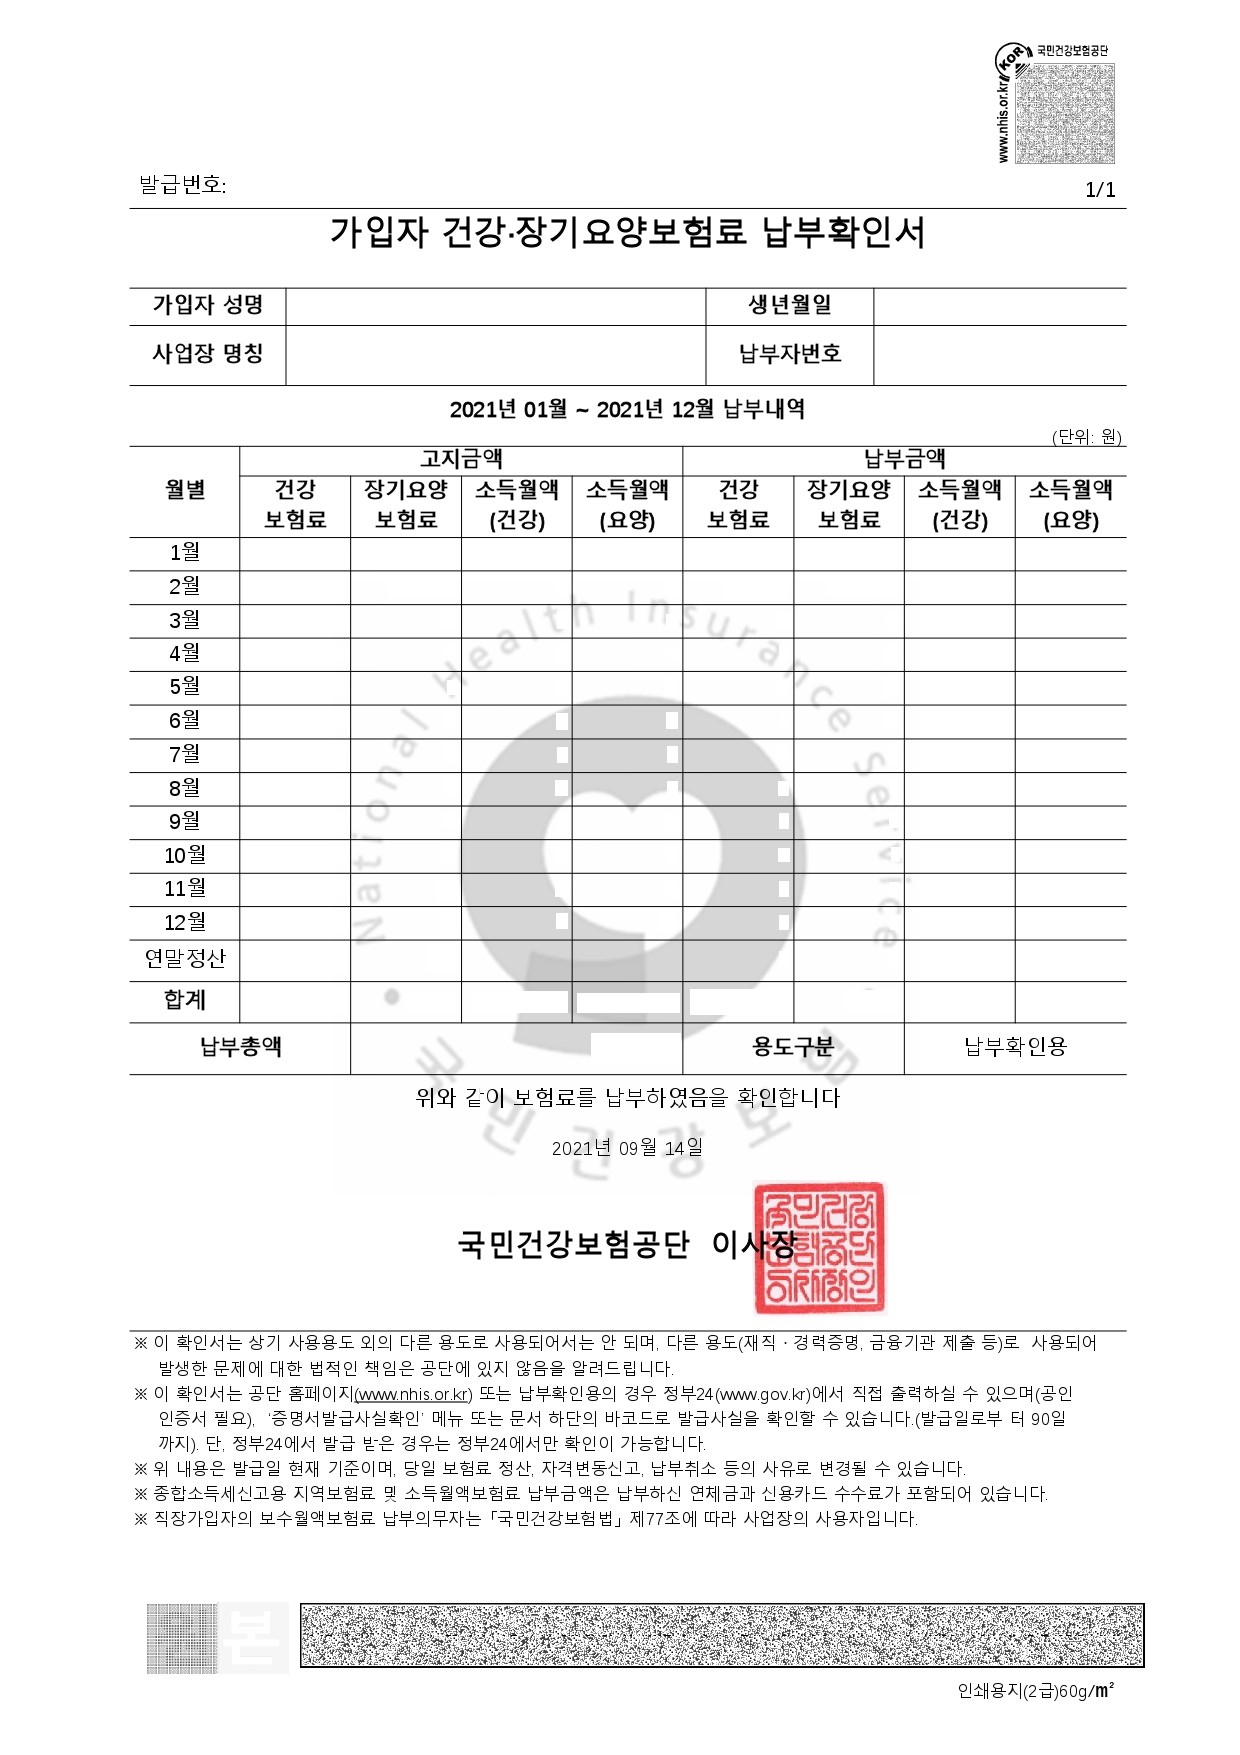 국민건강보험공단
KOR
www.nhis.or.kr
발급번호:
1/1
가입자 건강·장기요양보험료 납부확인서
가입자 성명 생년월일
사업장 명칭 납부자번호
2021년 01월 ~ 2021년 12월 납부내역
(단위: 원)
월별 고지금액 납부금액
건강 장기요양 소득월액 소득월액 건강 장기요양 소득월액 소득월액
보험료 보험료 (건강) (요양) 보험료 보험료 (건강) (요양)
1월
2월
3월
4월
5월
6월
7월
8월
9월
10월
11월
12월
연말정산
합계
납부총액 용도구분 납부확인용
National Health Insurance Service
국민건강보험
위와 같이 보험료를 납부하였음을 확인합니다
2021년 09월 14일
국민건강보험공단 이사장
※ 이 확인서는 상기 사용용도 외의 다른 용도로 사용되어서는 안 되며, 다른 용도(재직 · 경력증명, 금융기관 제출 등)로 사용되어
발생한 문제에 대한 법적인 책임은 공단에 있지 않음을 알려드립니다.
※ 이 확인서는 공단 홈페이지(www.nhis.or.kr) 또는 납부확인용의 경우 정부24(www.gov.kr)에서 직접 출력하실 수 있으며(공인
인증서 필요), ‘증명서발급사실확인’ 메뉴 또는 문서 하단의 바코드로 발급사실을 확인할 수 있습니다.(발급일로부 터 90일
까지). 단, 정부24에서 발급 받은 경우는 정부24에서만 확인이 가능합니다.
※ 위 내용은 발급일 현재 기준이며, 당일 보험료 정산, 자격변동신고, 납부취소 등의 사유로 변경될 수 있습니다.
※ 종합소득세신고용 지역보험료 및 소득월액보험료 납부금액은 납부하신 연체금과 신용카드 수수료가 포함되어 있습니다.
※ 직장가입자의 보수월액보험료 납부의무자는 「국민건강보험법」 제77조에 따라 사업장의 사용자입니다.
본
인쇄용지(2급)60g/㎡